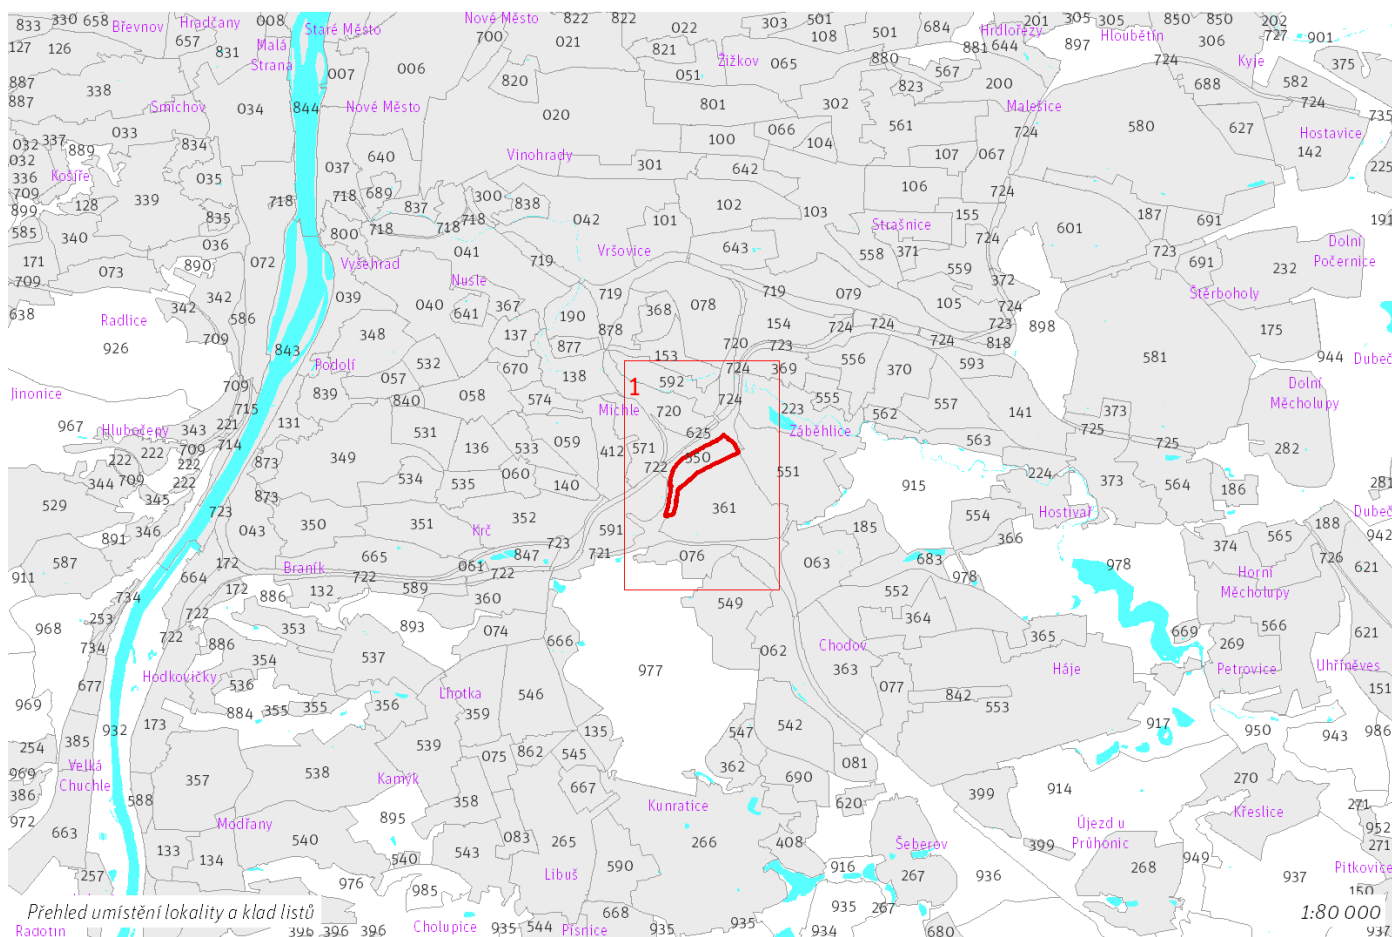 833 330 658 Břevnov Hradčany 008 Staré Město Nové Město 822 822 022 303 501 684 201 305 305 850 850 202
127 126 657 831 Malá Strana 700 021 821 Žižkov 108 501 Hrdlořezy 881 644 897 Hloubětín 306 727 901
887 338 007 006 820 051 065 880 567 724 Kyje 375
887 Smíchov 034 844 Nové Město 801 302 823 200 Malešice 688 582 724
032 337 033 834 020 100 066 104 561 724 580 627 Hostavice 735
032 889 640 Vinohrady 301 642 107 067 142 225
336 Košíře 035 037
709 128 339 718 718 689 837 300 838 102 106 724
899 835 718 718 042 101 103 155 187 691 191
585 340 036 800 Strašnice 601
171 073 890 072 Vyšehrad 041 719 Vršovice 643 558 371 724 723 691 232 Dolní Počernice
709 342 Nusle 559 372
638 342 586 039 040 641 367 719 368 078 719 079 105 724 Štěrboholy
Radlice 709 348 137 190 878 154 724 724 723 898 175
926 843 877 720 723 724 818 581 944 Dubeč
Podolí 532 670 138 153 724 369 556 370 593
Jinonice 709 057 839 840 058 574 1 592 724 Dolní Měcholupy
715 131 Michle 720 223 555 557 141 373
967 Hlubočepy 343 221 531 136 533 059 625 Záběhlice 562 725
222 222 709 714 349 412 571 550 563 725 282
222 873 060 722 551
344 709 222 534 535 140 915 224 373 564 186 281
529 345 873 361
346 723 043 350 351 Krč 352 554 Hostivař 188 Dubeč
891 591 185 366 374 565 942
587 172 665 847 723 721 076 063 683 978 726 621
911 664 Braník 722 061 722 978 Horní Měcholupy
734 172 886 132 589 360 549 552
968 253 722 893 364 669 566
734 722 886 353 074 666 365 269 621
354 537 977 062 Chodov
677 Hodkovičky 536 Lhotka 546 363 077 Háje Petrovice Uhříněves
969 884 355 355 356 359 842 553 151
932 173 135 547 542 917 950 943 986
254 385 539 075 862 545
969 Velká Chuchle 357 538 Kamýk 362 690 081 270
386 588 358 667 914
972 895 Kunratice 620 399 271
663 Modřany 083 265 266 Újezd u Průhonic Křeslice 952
133 134 540 540 543 408 Šeberov 399 271
257 590 916 268 949 Pitkovice
976 985 Libuš 267 936 937 150
Přehled umístění lokality a klad listů 668 935 267 1:80 000
Radotín 396 396 396 Cholupice 935 544 Písnice 935 934 680 937